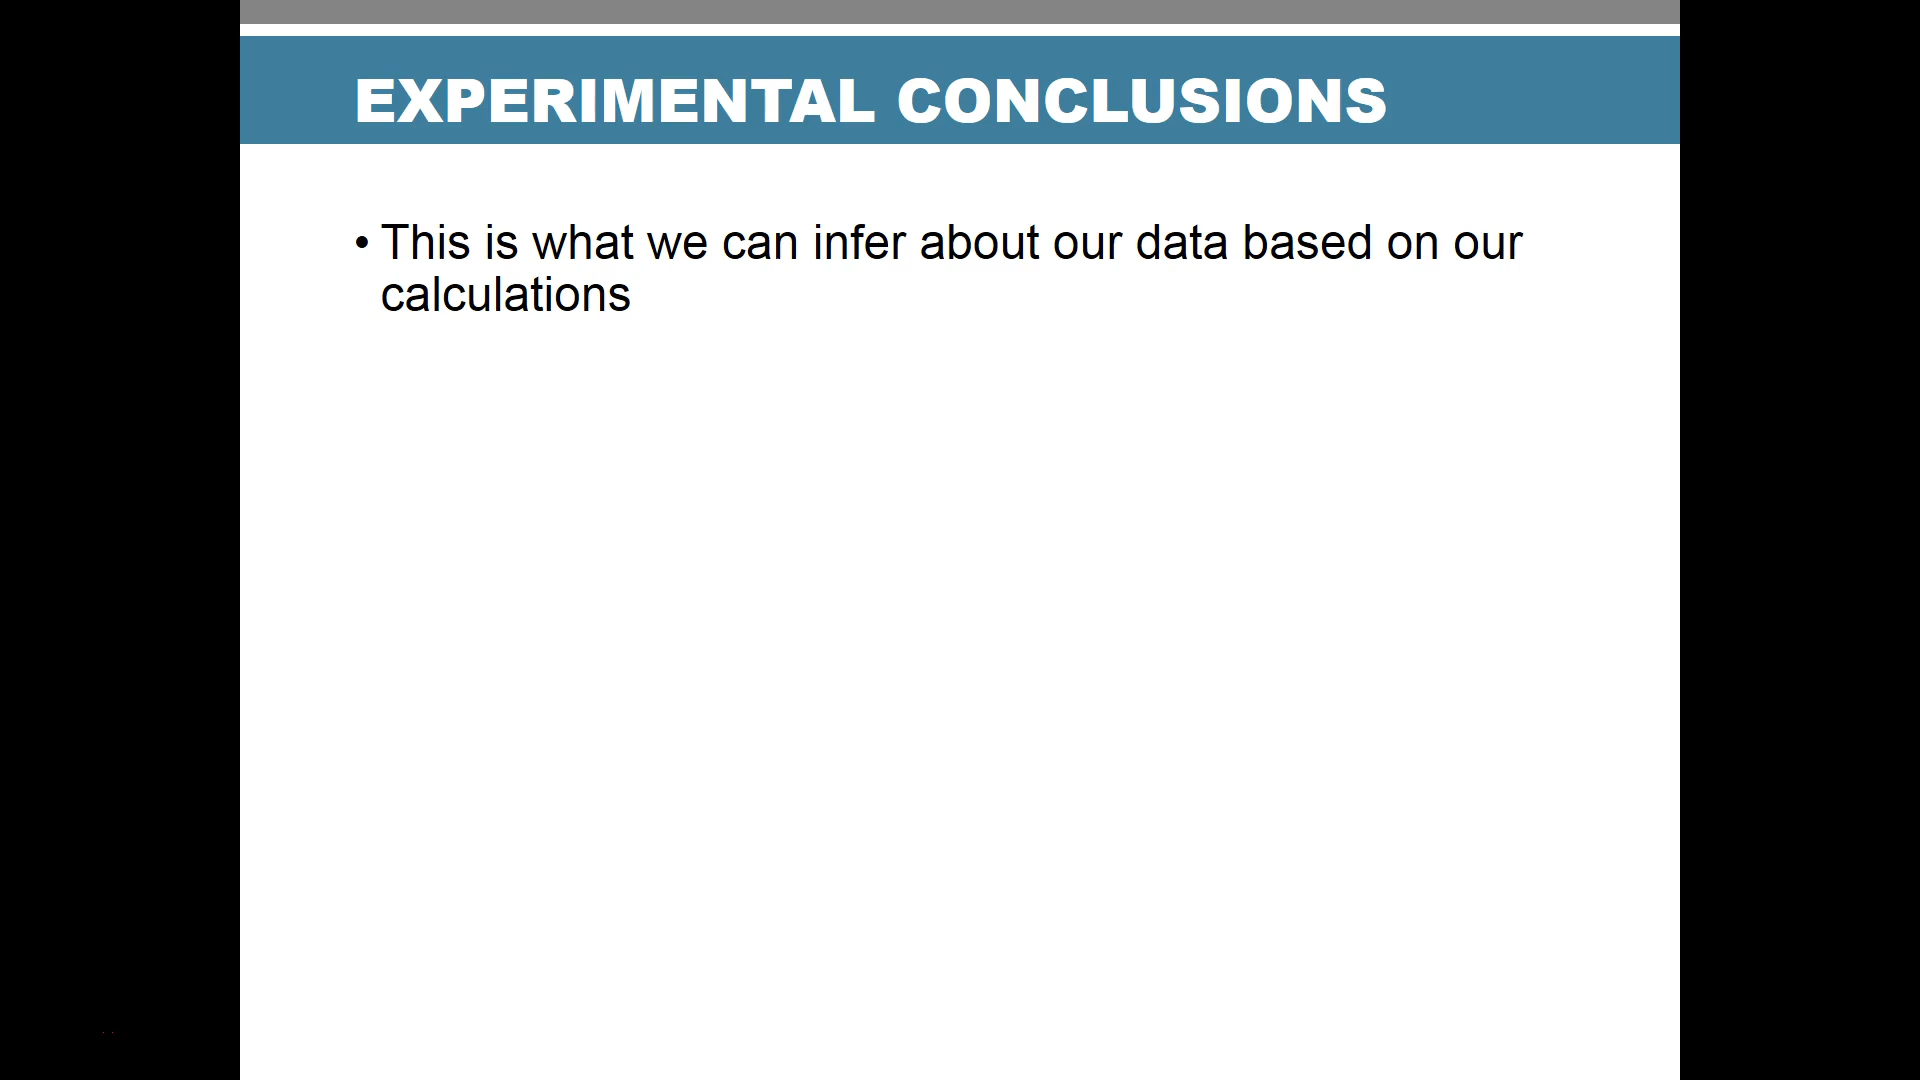 EXPERIMENTAL CONCLUSIONS
• This is what we can infer about our data based on our
calculations